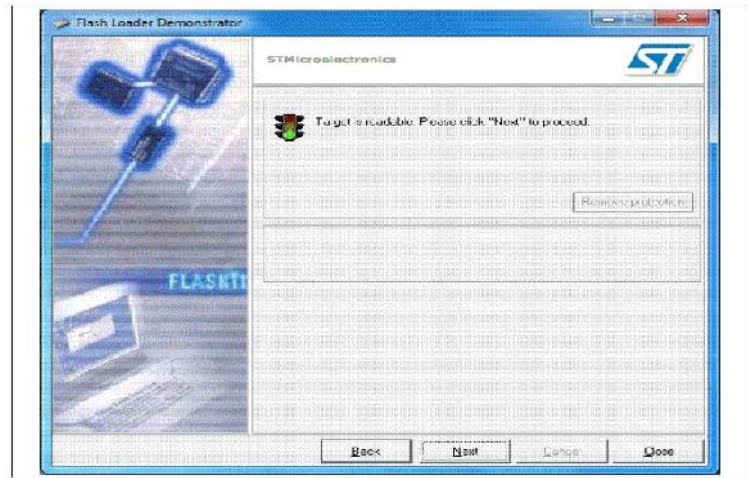 Flash Loader Demonstrator
STMicroelectronics
ST
Target is readable. Please click "Next" to proceed.
Remove protection
FLASH
Back
Next
Cancel
Close